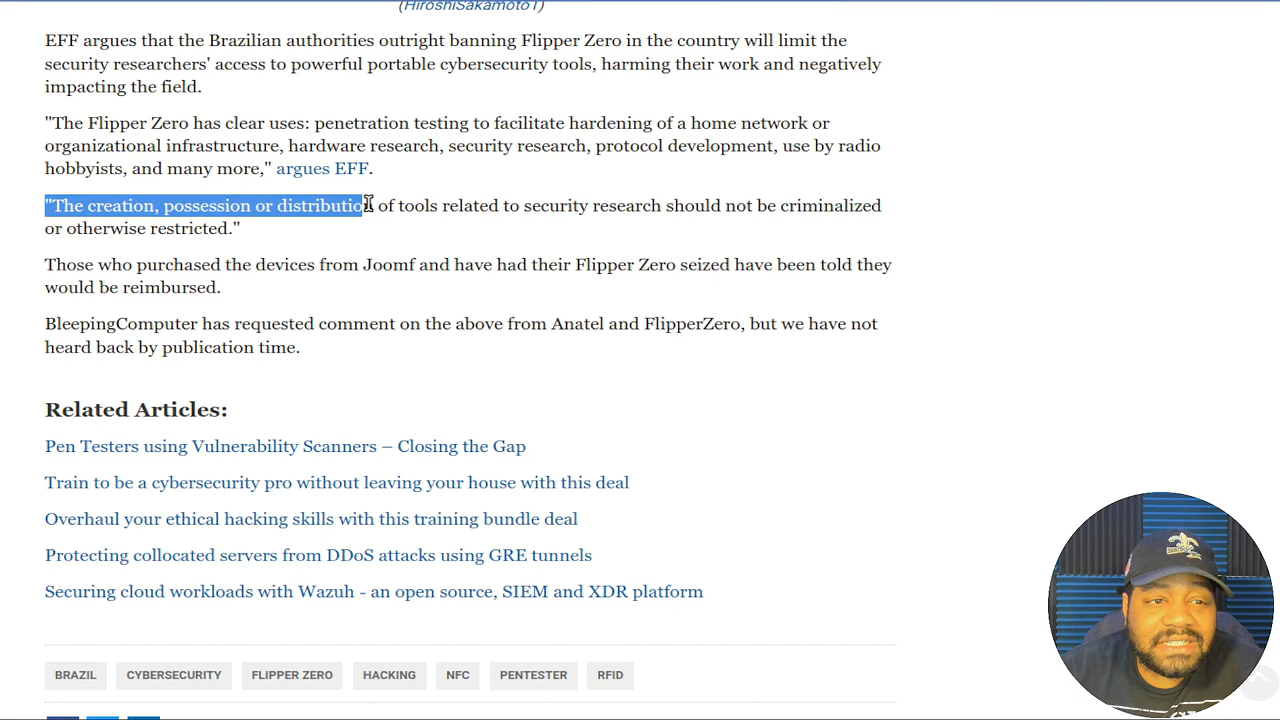 (HiroshiSakamoto1)
EFF argues that the Brazilian authorities outright banning Flipper Zero in the country will limit the
security researchers' access to powerful portable cybersecurity tools, harming their work and negatively
impacting the field.
"The Flipper Zero has clear uses: penetration testing to facilitate hardening of a home network or
organizational infrastructure, hardware research, security research, protocol development, use by radio
hobbyists, and many more," argues EFF.
"The creation, possession or distribution of tools related to security research should not be criminalized
or otherwise restricted."
Those who purchased the devices from Joomf and have had their Flipper Zero seized have been told they
would be reimbursed.
BleepingComputer has requested comment on the above from Anatel and FlipperZero, but we have not
heard back by publication time.
Related Articles:
Pen Testers using Vulnerability Scanners – Closing the Gap
Train to be a cybersecurity pro without leaving your house with this deal
Overhaul your ethical hacking skills with this training bundle deal
Protecting collocated servers from DDoS attacks using GRE tunnels
Securing cloud workloads with Wazuh - an open source, SIEM and XDR platform
BRAZIL CYBERSECURITY FLIPPER ZERO HACKING NFC PENTESTER RFID